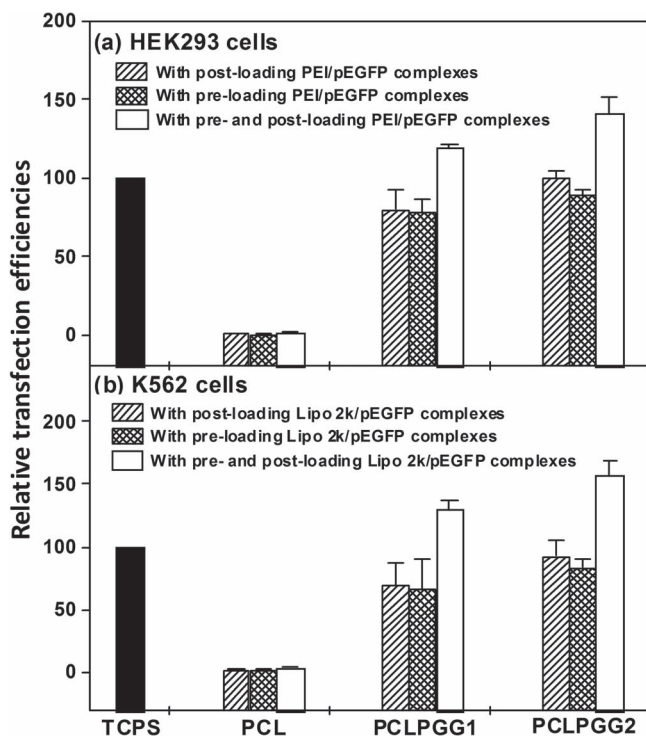 Relative transfection efficiencies
200
(a) HEK293 cells
With post-loading PEI/pEGFP complexes
With pre-loading PEI/pEGFP complexes
With pre- and post-loading PEI/pEGFP complexes
150
100
50
0
(b) K562 cells
200
With post-loading Lipo 2k/pEGFP complexes
With pre-loading Lipo 2k/pEGFP complexes
With pre- and post-loading Lipo 2k/pEGFP complexes
150
100
50
0
TCPS PCL PCLPGG1 PCLPGG2